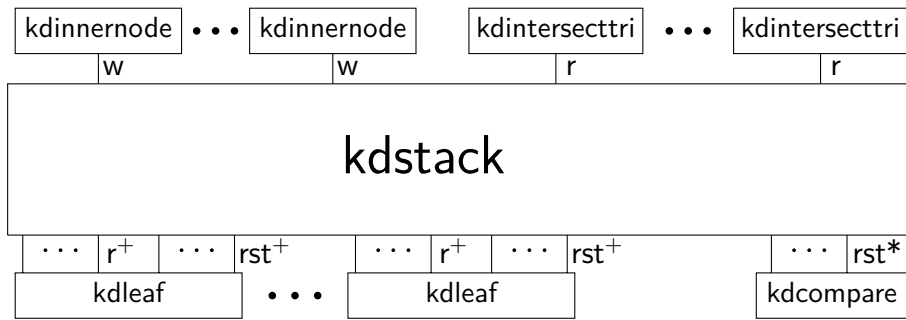 kdinnernode ••• kdinnernode kdintersecttri ••• kdintersecttri
w w r r
kdstack
··· r⁺ ··· rst⁺ ··· r⁺ ··· rst⁺ ··· rst*
kdleaf ••• kdleaf kdcompare